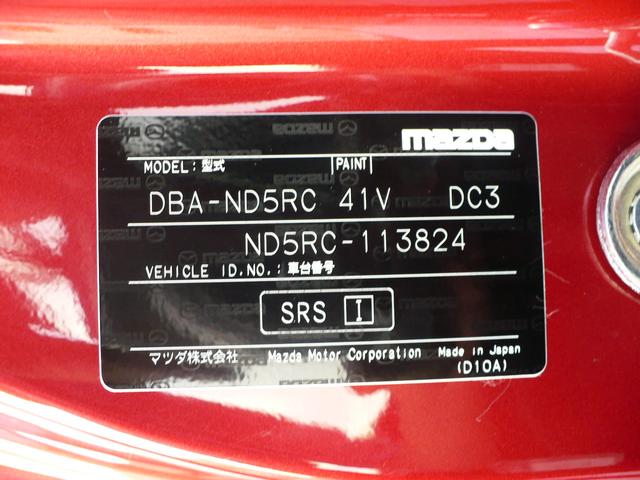 mazda
MODEL:型式 PAINT
DBA-ND5RC 41V DC3
ND5RC-113824
VEHICLE ID.NO.:車台番号
SRS I
マツダ株式会社 Mazda Motor Corporation Made in Japan
(D10A)